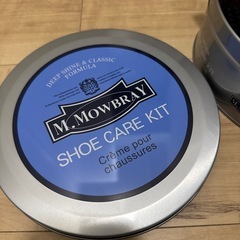 DEEP SHINE & CLASSIC
FORMULA
M. MOWBRAY
SHOE CARE KIT
Crème pour
chaussures